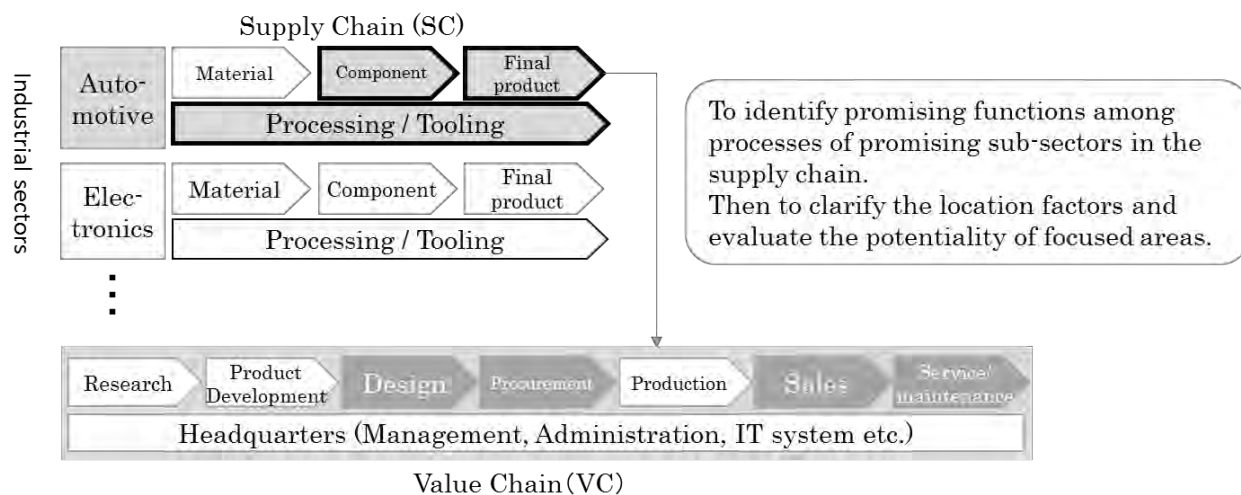 Supply Chain (SC)
Industrial sectors
Auto-
motive
Material
Component
Final
product
Processing / Tooling
Elec-
tronics
Material
Component
Final
product
Processing / Tooling
To identify promising functions among
processes of promising sub-sectors in the
supply chain.
Then to clarify the location factors and
evaluate the potentiality of focused areas.
Research
Product
Development
Design
Procurement
Production
Sales
Service/
maintenance
Headquarters (Management, Administration, IT system etc.)
Value Chain(VC)